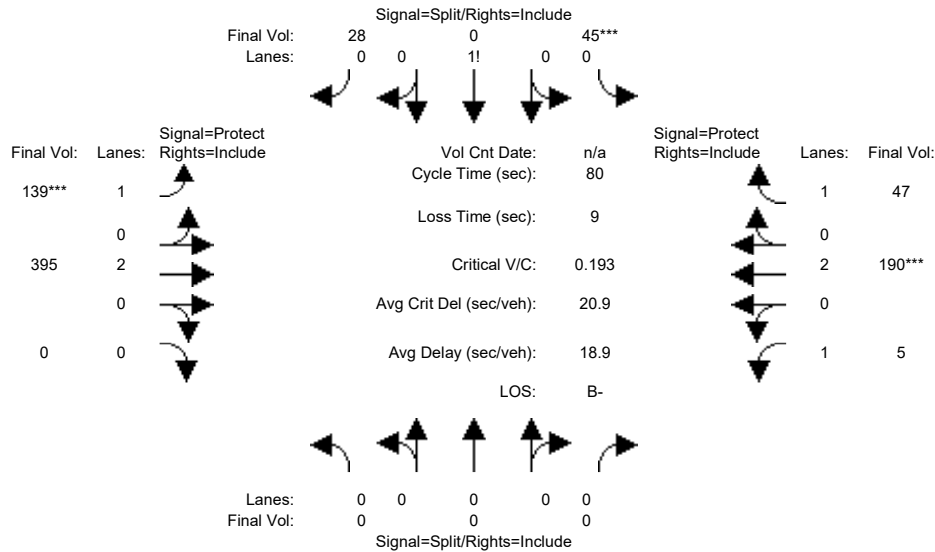 Signal=Split/Rights=Include
Final Vol: 28 0 45***
Lanes: 0 0 1! 0 0
Signal=Protect Signal=Protect
Final Vol: Lanes: Rights=Include Vol Cnt Date: n/a Rights=Include Lanes: Final Vol:
Cycle Time (sec): 80
139*** 1 1 47
Loss Time (sec): 9
0 0
395 2 Critical V/C: 0.193 2 190***
0 Avg Crit Del (sec/veh): 20.9 0
0 0 Avg Delay (sec/veh): 18.9 1 5
LOS: B-
Lanes: 0 0 0 0 0
Final Vol: 0 0 0
Signal=Split/Rights=Include